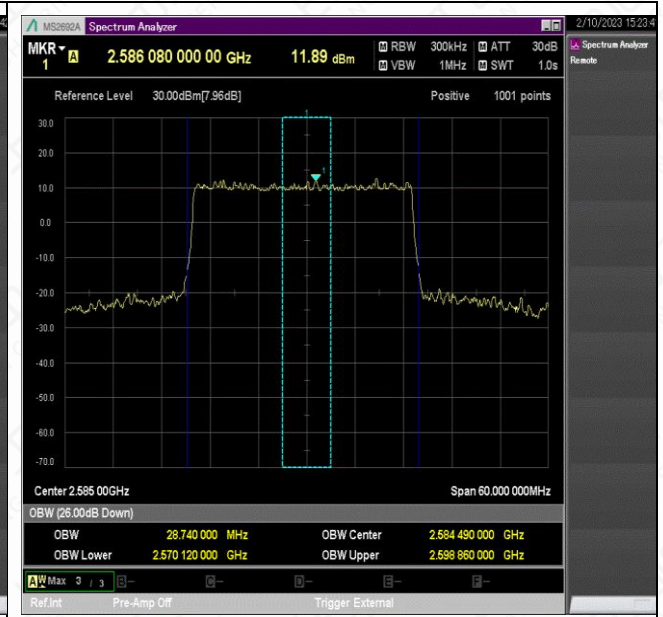 MS2692A Spectrum Analyzer
2/10/2023 15:23:4
MKR 1 A 2.586 080 000 00 GHz 11.89 dBm
M RBW 300kHz M ATT 30dB
M VBW 1MHz M SWT 1.0s
Spectrum Analyzer
Remote
Reference Level 30.00dBm[7.96dB] Positive 1001 points
30.0
20.0
10.0
0.0
-10.0
-20.0
-30.0
-40.0
-50.0
-60.0
-70.0
1
1
Center 2.585 00GHz Span 60.000 000MHz
OBW (26.00dB Down)
OBW 28.740 000 MHz OBW Center 2.584 490 000 GHz
OBW Lower 2.570 120 000 GHz OBW Upper 2.598 860 000 GHz
A W Max 3 / 3 B- C- D- E- F-
Ref.Int Pre-Amp Off Trigger External